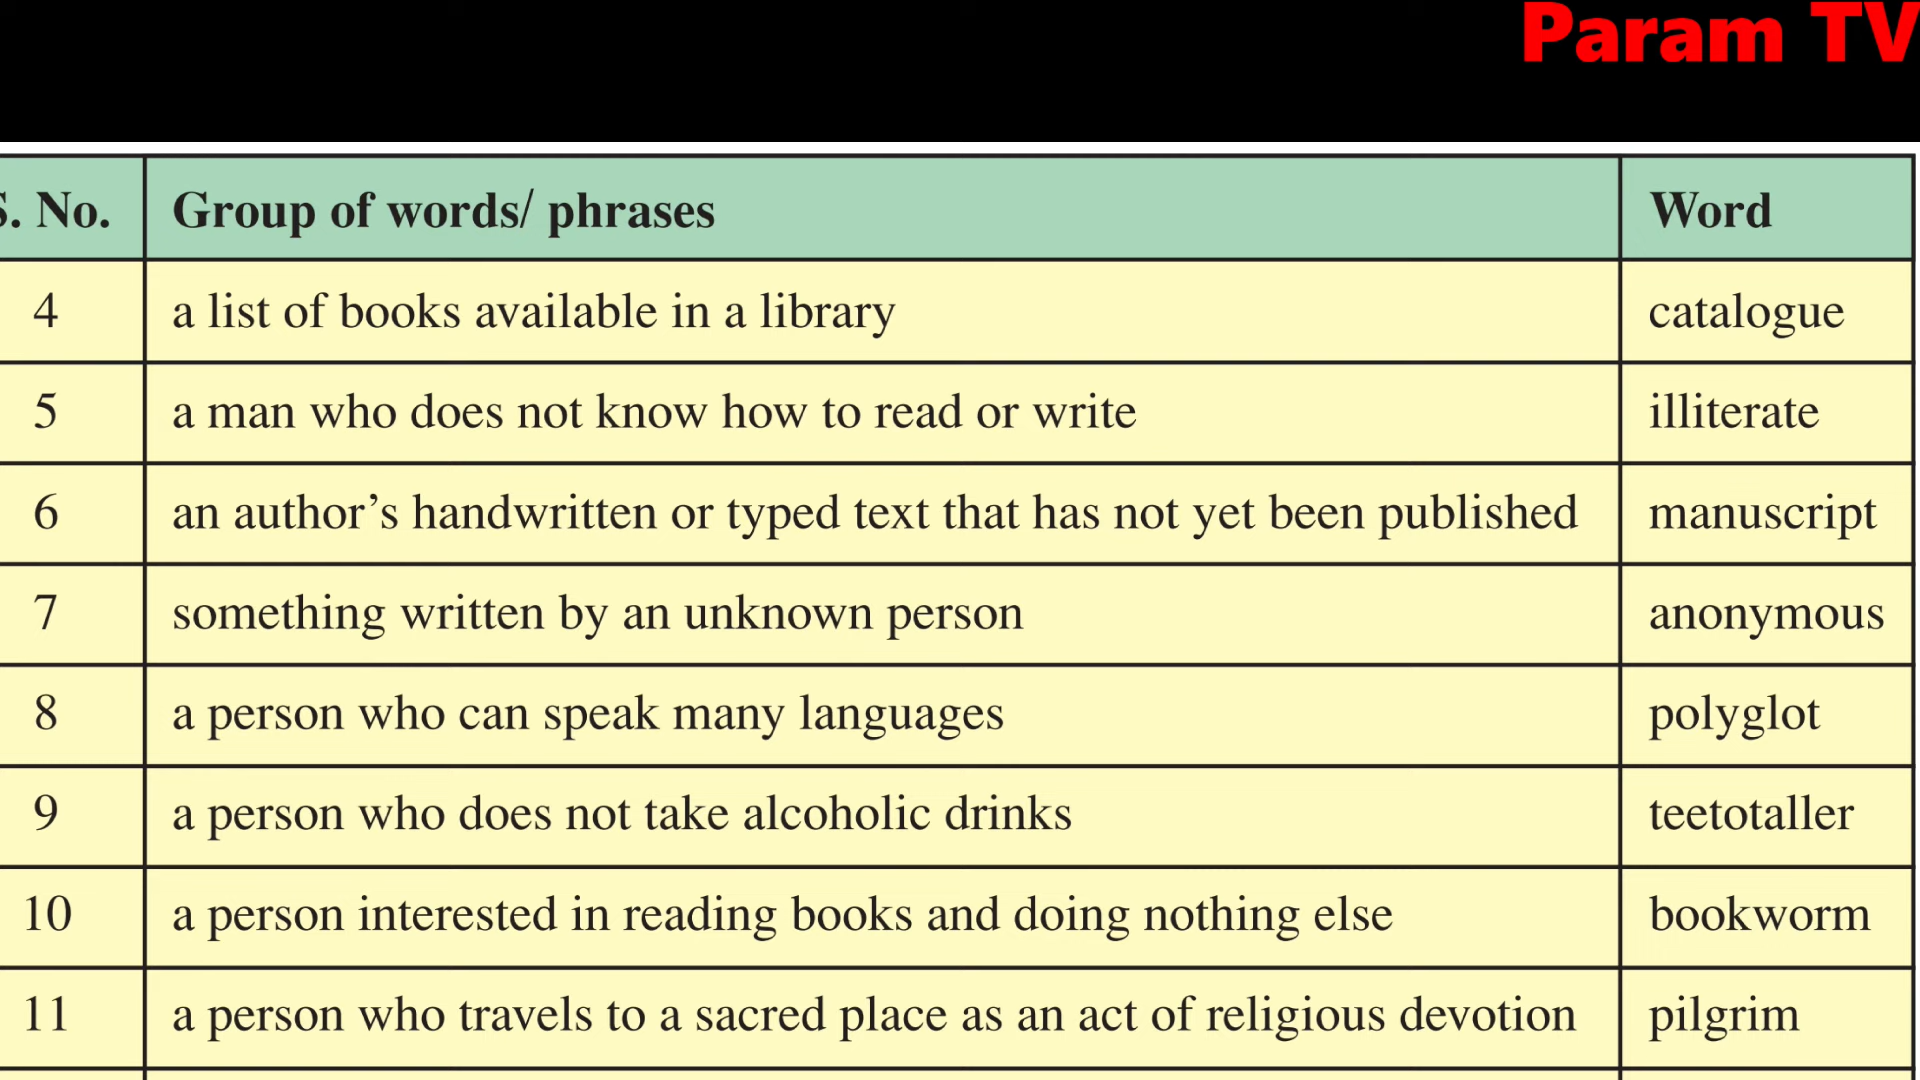 Param TV
S. No. Group of words/ phrases Word
4 a list of books available in a library catalogue
5 a man who does not know how to read or write illiterate
6 an author’s handwritten or typed text that has not yet been published manuscript
7 something written by an unknown person anonymous
8 a person who can speak many languages polyglot
9 a person who does not take alcoholic drinks teetotaller
10 a person interested in reading books and doing nothing else bookworm
11 a person who travels to a sacred place as an act of religious devotion pilgrim